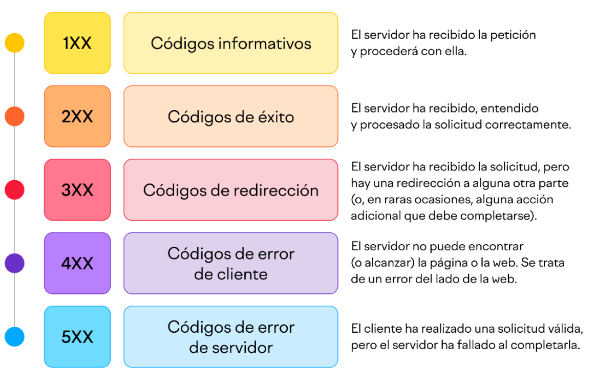 1XX
Códigos informativos
El servidor ha recibido la petición
y procederá con ella.
2XX
Códigos de éxito
El servidor ha recibido, entendido
y procesado la solicitud correctamente.
3XX
Códigos de redirección
El servidor ha recibido la solicitud, pero
hay una redirección a alguna otra parte
(o, en raras ocasiones, alguna acción
adicional que debe completarse).
4XX
Códigos de error
de cliente
El servidor no puede encontrar
(o alcanzar) la página o la web. Se trata
de un error del lado de la web.
5XX
Códigos de error
de servidor
El cliente ha realizado una solicitud válida,
pero el servidor ha fallado al completarla.